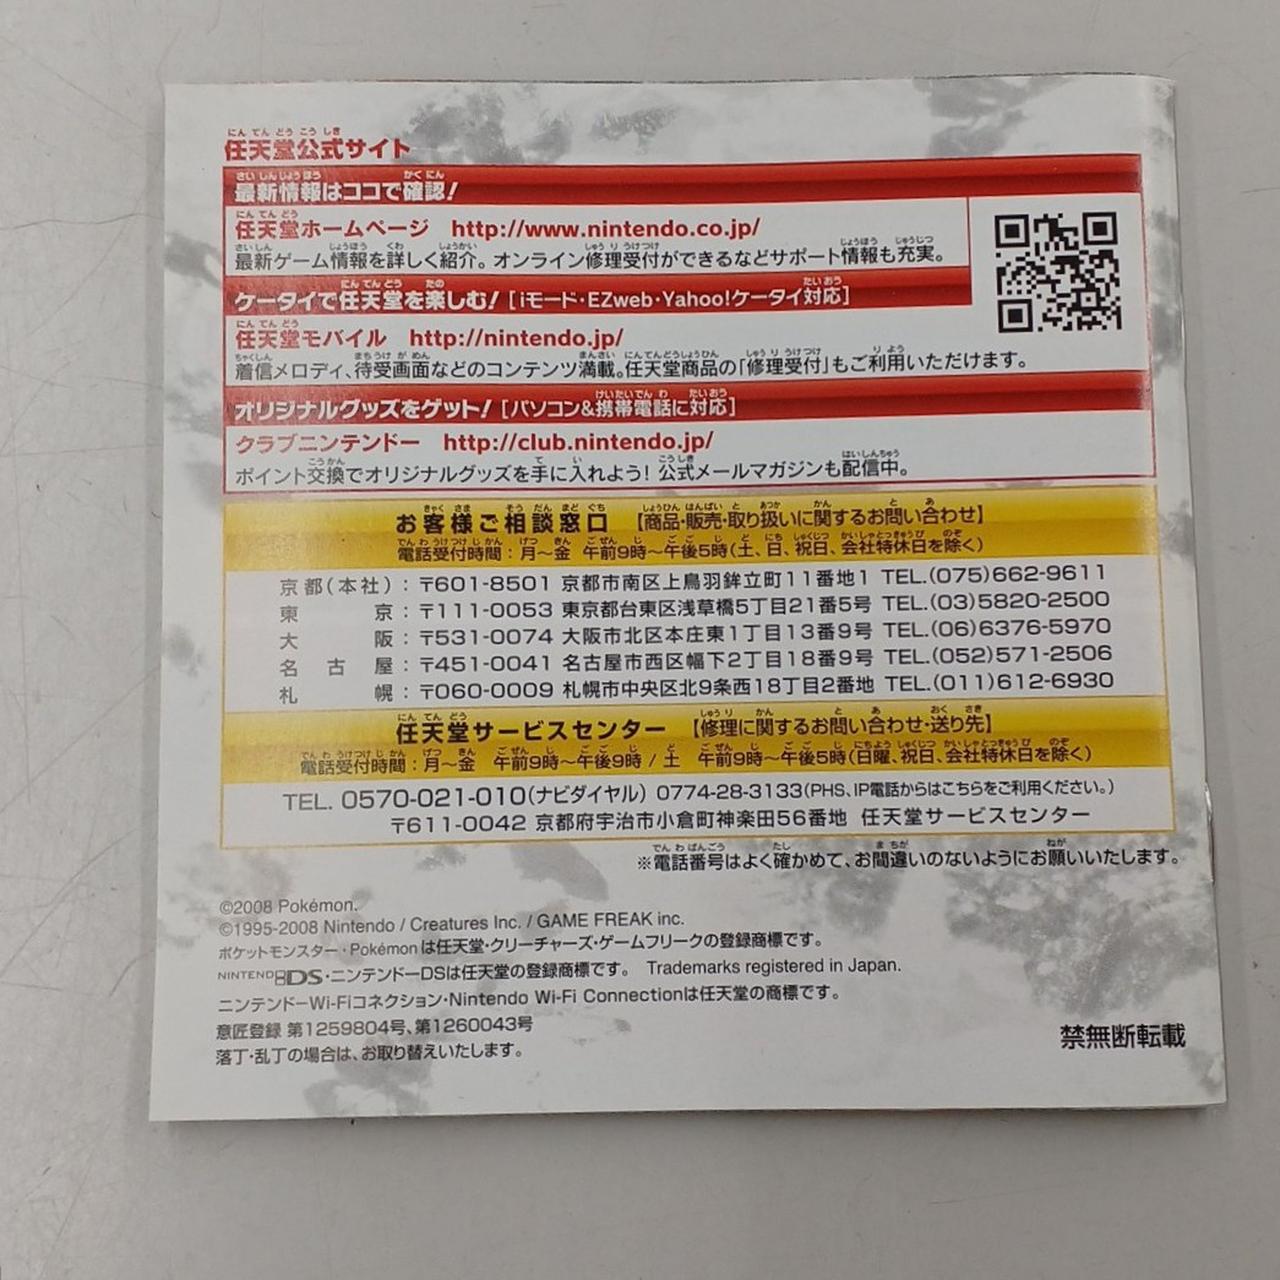 任天堂公式サイト
最新情報はココで確認!
任天堂ホームページ http://www.nintendo.co.jp/
最新ゲーム情報を詳しく紹介。オンライン修理受付ができるなどサポート情報も充実。
ケータイで任天堂を楽しむ! [iモード・EZweb・Yahoo!ケータイ対応]
任天堂モバイル http://nintendo.jp/
着信メロディ、待受画面などのコンテンツ満載。任天堂商品の「修理受付」もご利用いただけます。
オリジナルグッズをゲット! [パソコン&携帯電話に対応]
クラブニンテンドー http://club.nintendo.jp/
ポイント交換でオリジナルグッズを手に入れよう! 公式メールマガジンも配信中。
お客様ご相談窓口 【商品・販売・取り扱いに関するお問い合わせ】
電話受付時間:月〜金 午前9時〜午後5時(土、日、祝日、会社特休日を除く)
京都(本社):〒601-8501 京都市南区上鳥羽鉾立町11番地1 TEL.(075)662-9611
東京:〒111-0053 東京都台東区浅草橋5丁目21番5号 TEL.(03)5820-2500
大阪:〒531-0074 大阪市北区本庄東1丁目13番9号 TEL.(06)6376-5970
名古屋:〒451-0041 名古屋市西区幅下2丁目18番9号 TEL.(052)571-2506
札幌:〒060-0009 札幌市中央区北9条西18丁目2番地 TEL.(011)612-6930
任天堂サービスセンター 【修理に関するお問い合わせ・送り先】
電話受付時間:月〜金 午前9時〜午後9時 / 土 午前9時〜午後5時(日曜、祝日、会社特休日を除く)
TEL. 0570-021-010(ナビダイヤル) 0774-28-3133(PHS、IP電話からはこちらをご利用ください。)
〒611-0042 京都府宇治市小倉町神楽田56番地 任天堂サービスセンター
※電話番号はよく確かめて、お間違いのないようにお願いいたします。
©2008 Pokémon.
©1995-2008 Nintendo / Creatures Inc. / GAME FREAK inc.
ポケットモンスター・Pokémonは任天堂・クリーチャーズ・ゲームフリークの登録商標です。
NINTENDO DS・ニンテンドーDSは任天堂の登録商標です。 Trademarks registered in Japan.
ニンテンドーWi-Fiコネクション・Nintendo Wi-Fi Connectionは任天堂の商標です。
意匠登録 第1259804号、第1260043号
落丁・乱丁の場合は、お取り替えいたします。
禁無断転載